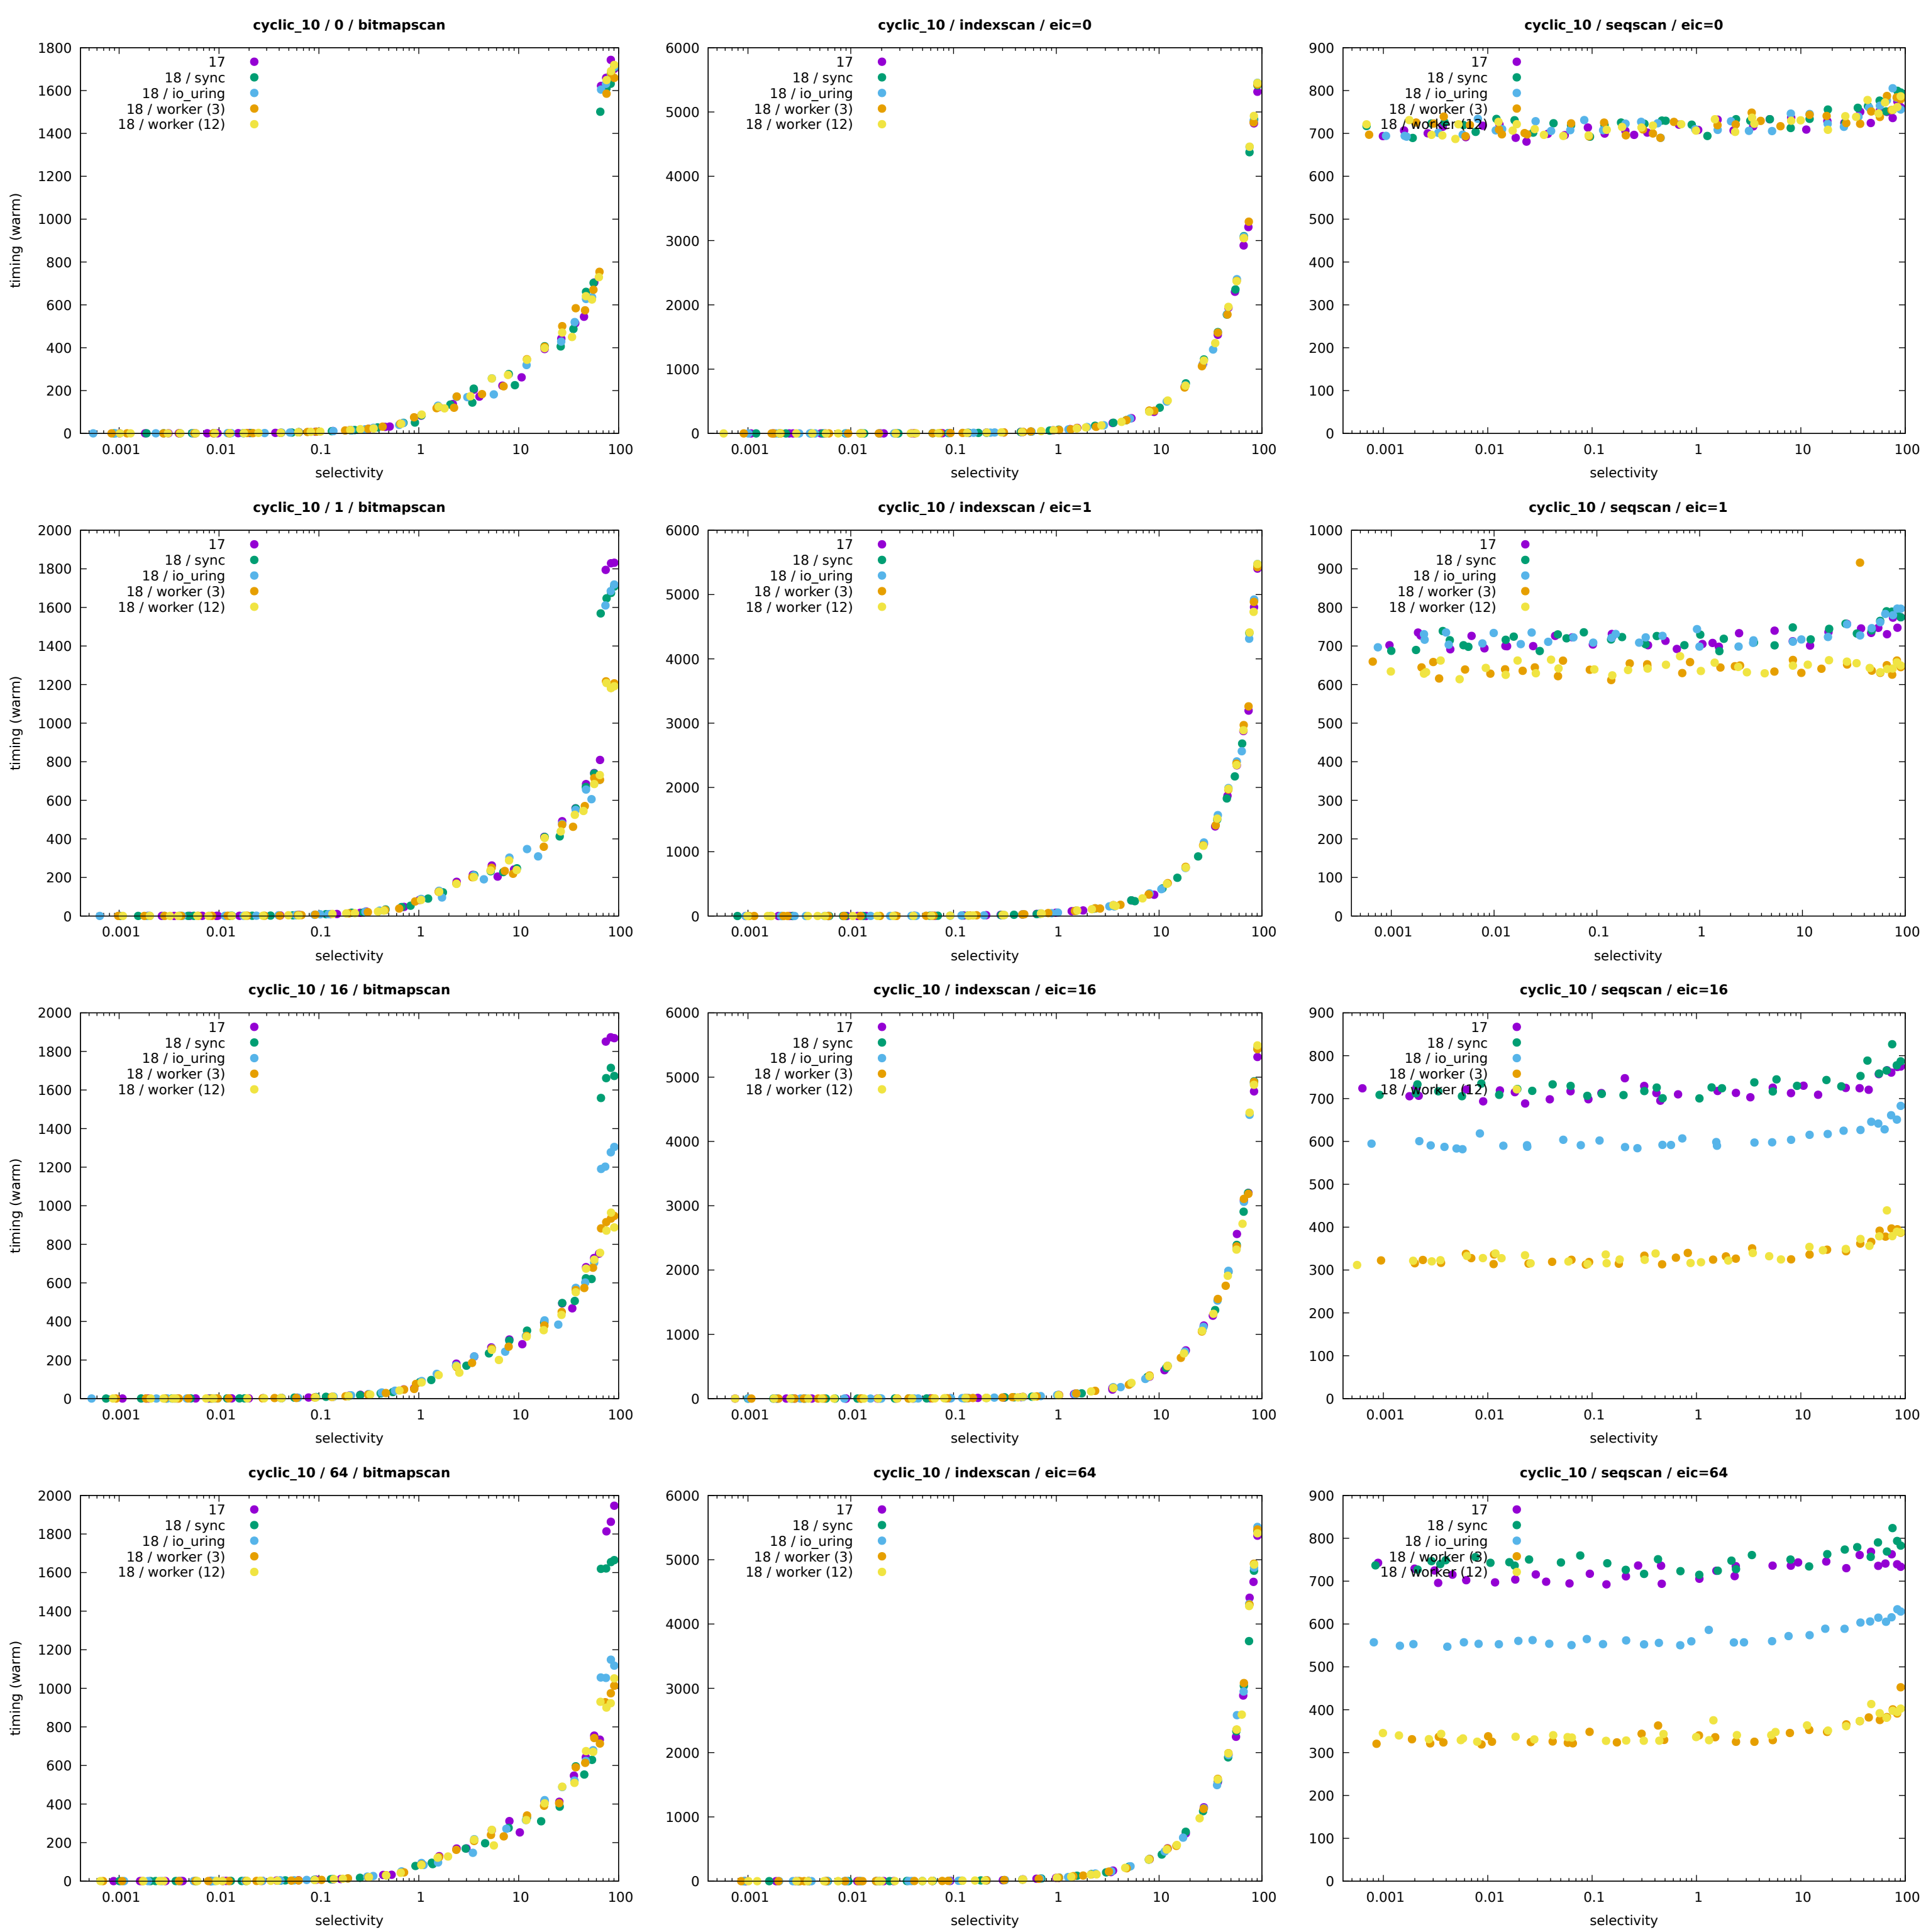 cyclic_10 / 0 / bitmapscan
timing (warm)
1800
1600
1400
1200
1000
800
600
400
200
0
17
18 / sync
18 / io_uring
18 / worker (3)
18 / worker (12)
0.001 0.01 0.1 1 10 100
selectivity
cyclic_10 / indexscan / eic=0
6000
5000
4000
3000
2000
1000
0
17
18 / sync
18 / io_uring
18 / worker (3)
18 / worker (12)
0.001 0.01 0.1 1 10 100
selectivity
cyclic_10 / seqscan / eic=0
900
800
700
600
500
400
300
200
100
0
17
18 / sync
18 / io_uring
18 / worker (3)
18 / worker (12)
0.001 0.01 0.1 1 10 100
selectivity
cyclic_10 / 1 / bitmapscan
timing (warm)
2000
1800
1600
1400
1200
1000
800
600
400
200
0
17
18 / sync
18 / io_uring
18 / worker (3)
18 / worker (12)
0.001 0.01 0.1 1 10 100
selectivity
cyclic_10 / indexscan / eic=1
6000
5000
4000
3000
2000
1000
0
17
18 / sync
18 / io_uring
18 / worker (3)
18 / worker (12)
0.001 0.01 0.1 1 10 100
selectivity
cyclic_10 / seqscan / eic=1
1000
900
800
700
600
500
400
300
200
100
0
17
18 / sync
18 / io_uring
18 / worker (3)
18 / worker (12)
0.001 0.01 0.1 1 10 100
selectivity
cyclic_10 / 16 / bitmapscan
timing (warm)
2000
1800
1600
1400
1200
1000
800
600
400
200
0
17
18 / sync
18 / io_uring
18 / worker (3)
18 / worker (12)
0.001 0.01 0.1 1 10 100
selectivity
cyclic_10 / indexscan / eic=16
6000
5000
4000
3000
2000
1000
0
17
18 / sync
18 / io_uring
18 / worker (3)
18 / worker (12)
0.001 0.01 0.1 1 10 100
selectivity
cyclic_10 / seqscan / eic=16
900
800
700
600
500
400
300
200
100
0
17
18 / sync
18 / io_uring
18 / worker (3)
18 / worker (12)
0.001 0.01 0.1 1 10 100
selectivity
cyclic_10 / 64 / bitmapscan
timing (warm)
2000
1800
1600
1400
1200
1000
800
600
400
200
0
17
18 / sync
18 / io_uring
18 / worker (3)
18 / worker (12)
0.001 0.01 0.1 1 10 100
selectivity
cyclic_10 / indexscan / eic=64
6000
5000
4000
3000
2000
1000
0
17
18 / sync
18 / io_uring
18 / worker (3)
18 / worker (12)
0.001 0.01 0.1 1 10 100
selectivity
cyclic_10 / seqscan / eic=64
900
800
700
600
500
400
300
200
100
0
17
18 / sync
18 / io_uring
18 / worker (3)
18 / worker (12)
0.001 0.01 0.1 1 10 100
selectivity